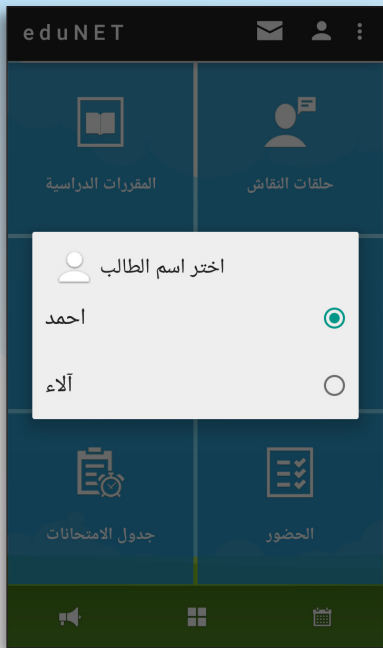 eduNET
حلقات النقاش
المقررات الدراسية
اختر اسم الطالب
احمد
آلاء
الحضور
جدول الامتحانات